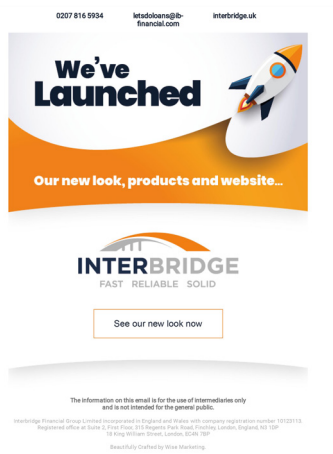 0207 816 5934 letsdoloans@ib- interbridge.uk
financial.com
We've
Launched
Our new look, products and website...
INTERBRIDGE
FAST RELIABLE SOLID
See our new look now
The information on this email is for the use of intermediaries only
and is not intended for the general public.
Interbridge Financial Group Limited incorporated in England and Wales with company registration number
Registered office at Suite 2, First Floor, 315 Regents Park Road, Finchley, London, England, N3 1DP
18 King William Street, London, EC4N 7BP
Beautifully Crafted by Wise Marketing